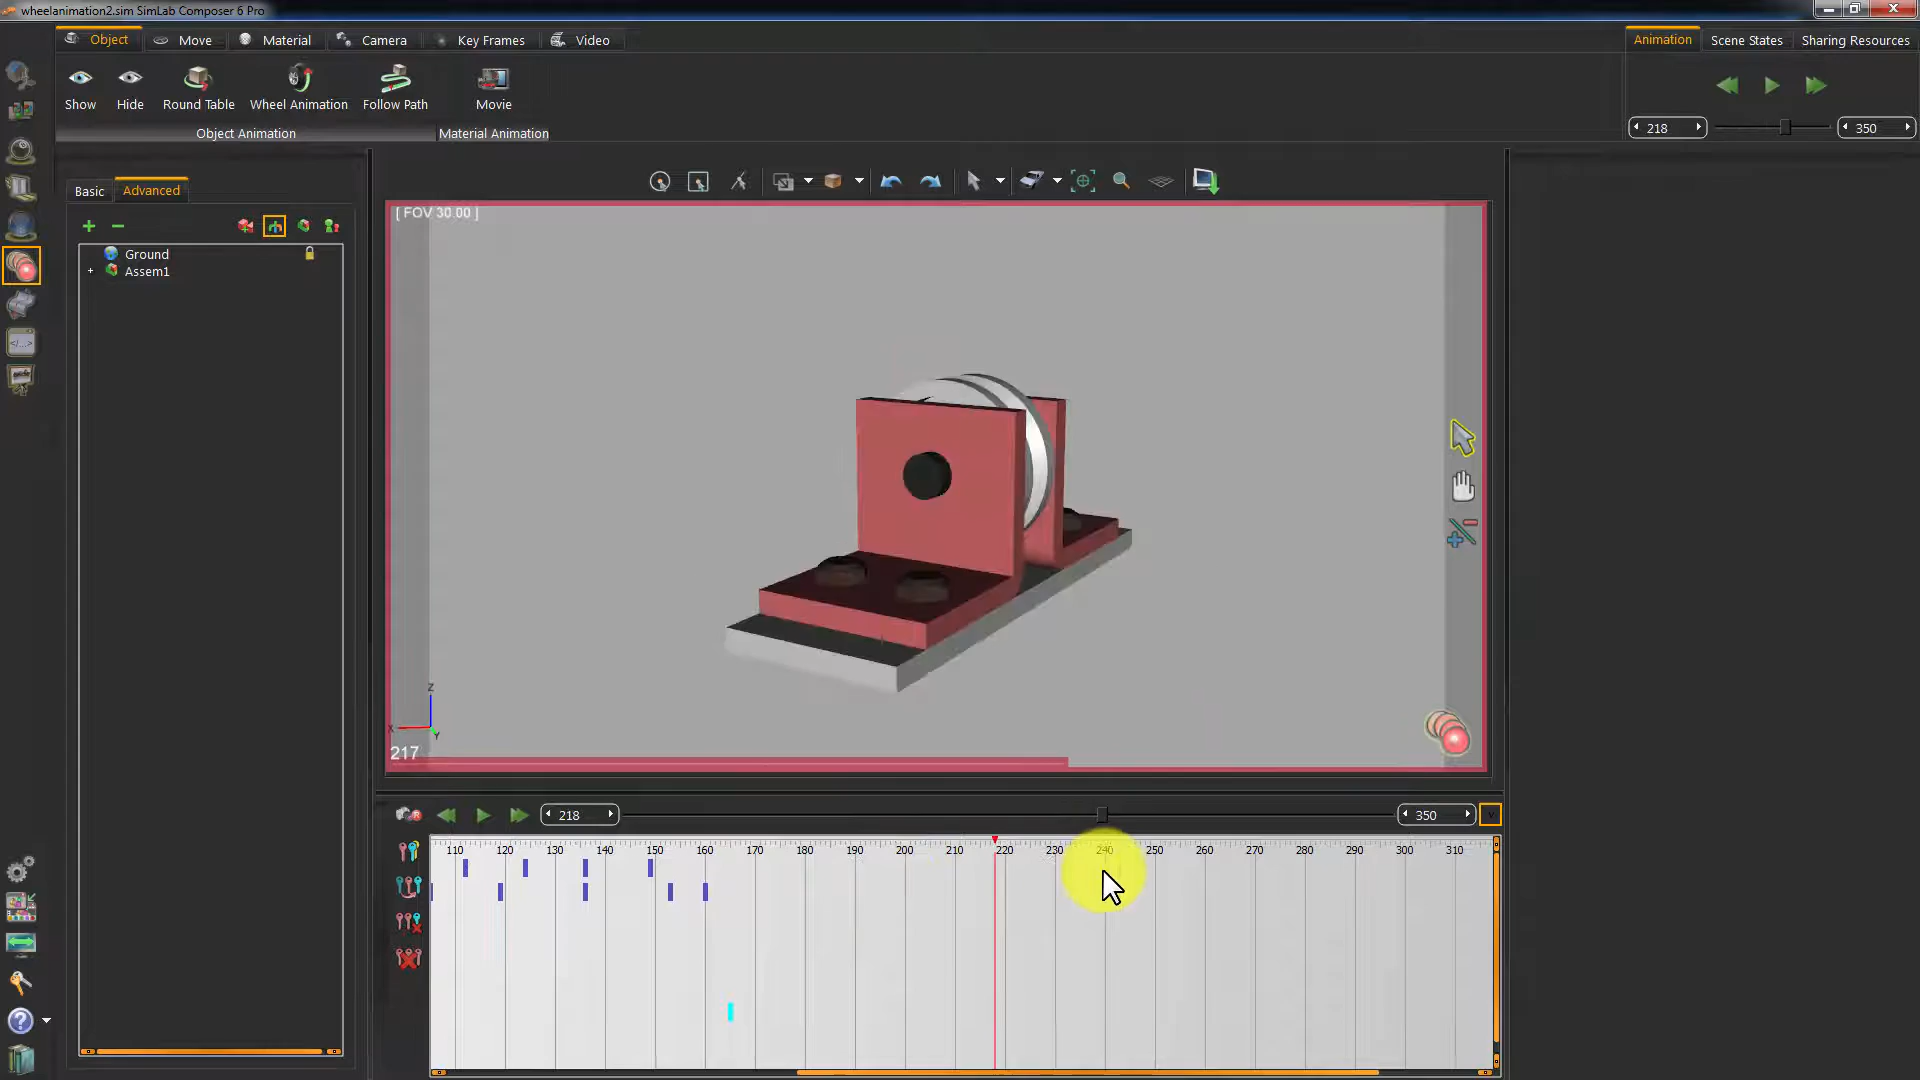 wheelanimation2.sim SimLab Composer 6 Pro
Object Move Material Camera Key Frames Video
Animation Scene States Sharing Resources
Show Hide Round Table Wheel Animation Follow Path Movie
Object Animation Material Animation
218 350
Basic Advanced
[ FOV 30.00 ]
Ground
Assem1
Z
X
Y
217
218 350
110 120 130 140 150 160 170 180 190 200 210 220 230 240 250 260 270 280 290 300 310